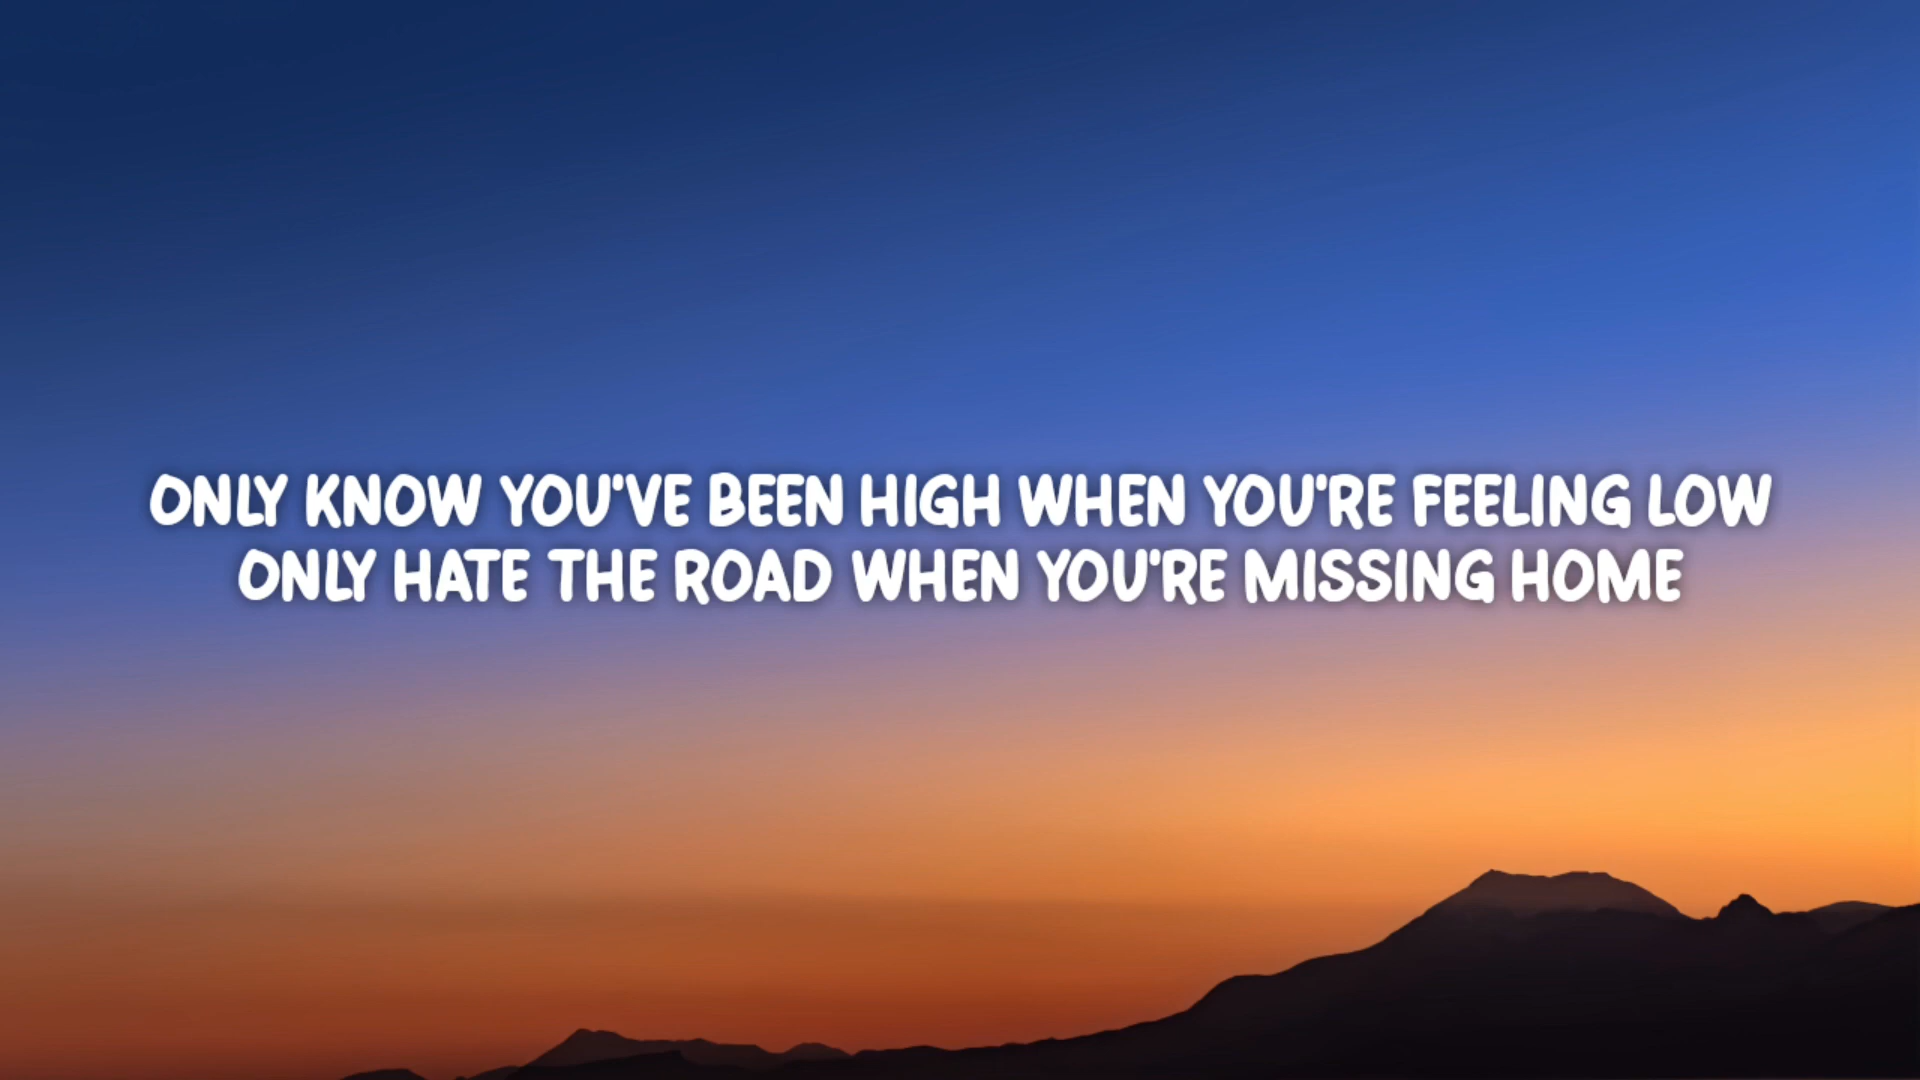 ONLY KNOW YOU'VE BEEN HIGH WHEN YOU'RE FEELING LOW
ONLY HATE THE ROAD WHEN YOU'RE MISSING HOME